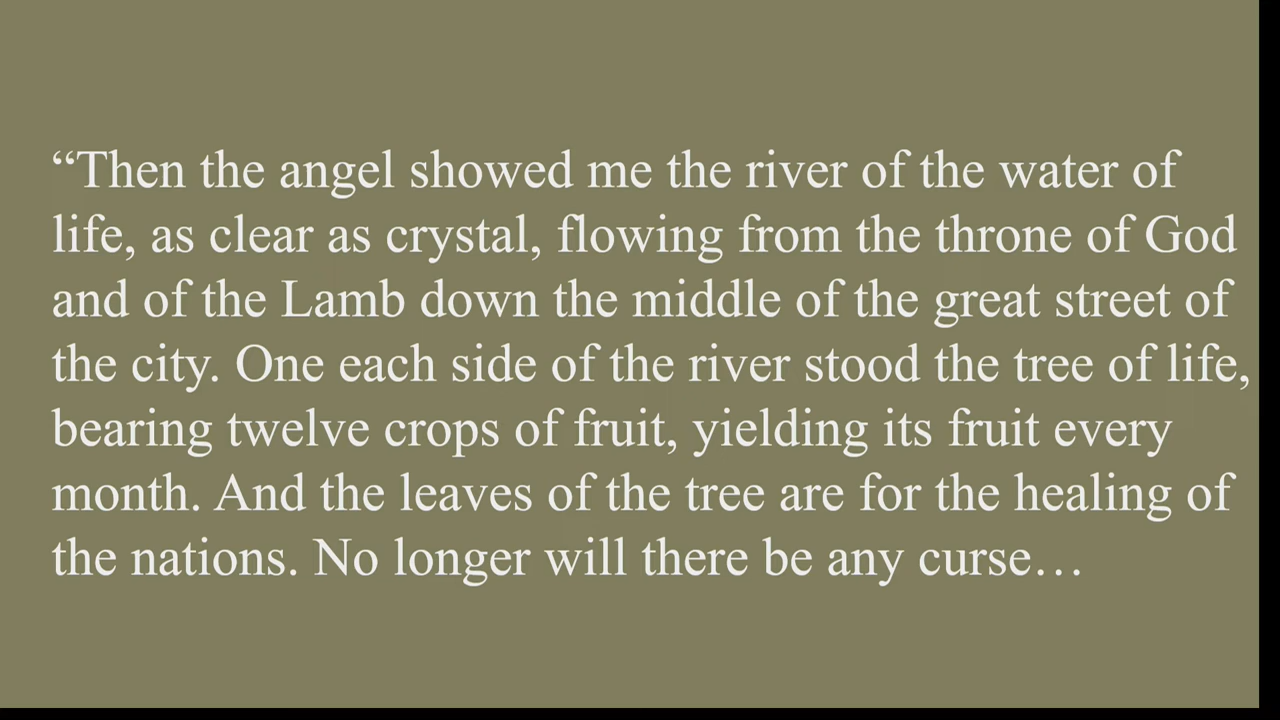 “Then the angel showed me the river of the water of
life, as clear as crystal, flowing from the throne of God
and of the Lamb down the middle of the great street of
the city. One each side of the river stood the tree of life,
bearing twelve crops of fruit, yielding its fruit every
month. And the leaves of the tree are for the healing of
the nations. No longer will there be any curse…